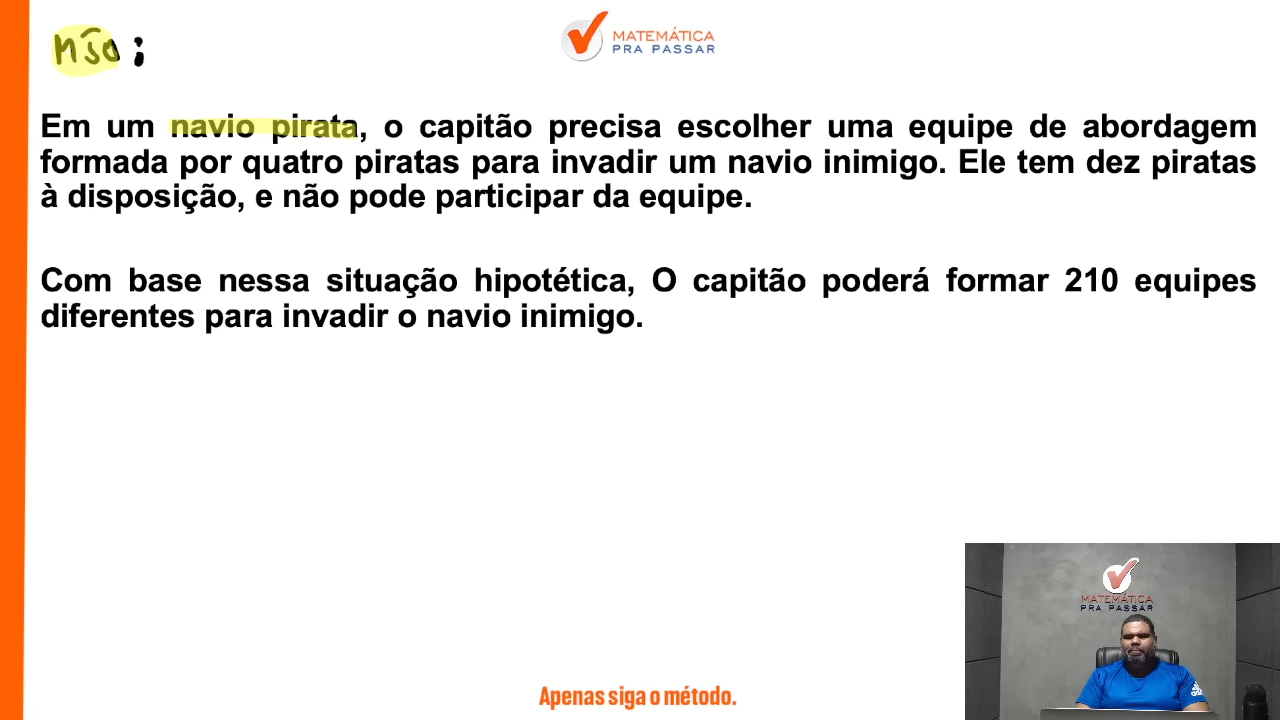 não :
MATEMÁTICA
PRA PASSAR
Em um navio pirata, o capitão precisa escolher uma equipe de abordagem
formada por quatro piratas para invadir um navio inimigo. Ele tem dez piratas
à disposição, e não pode participar da equipe.
Com base nessa situação hipotética, O capitão poderá formar 210 equipes
diferentes para invadir o navio inimigo.
MATEMÁTICA
PRA PASSAR
Apenas siga o método.